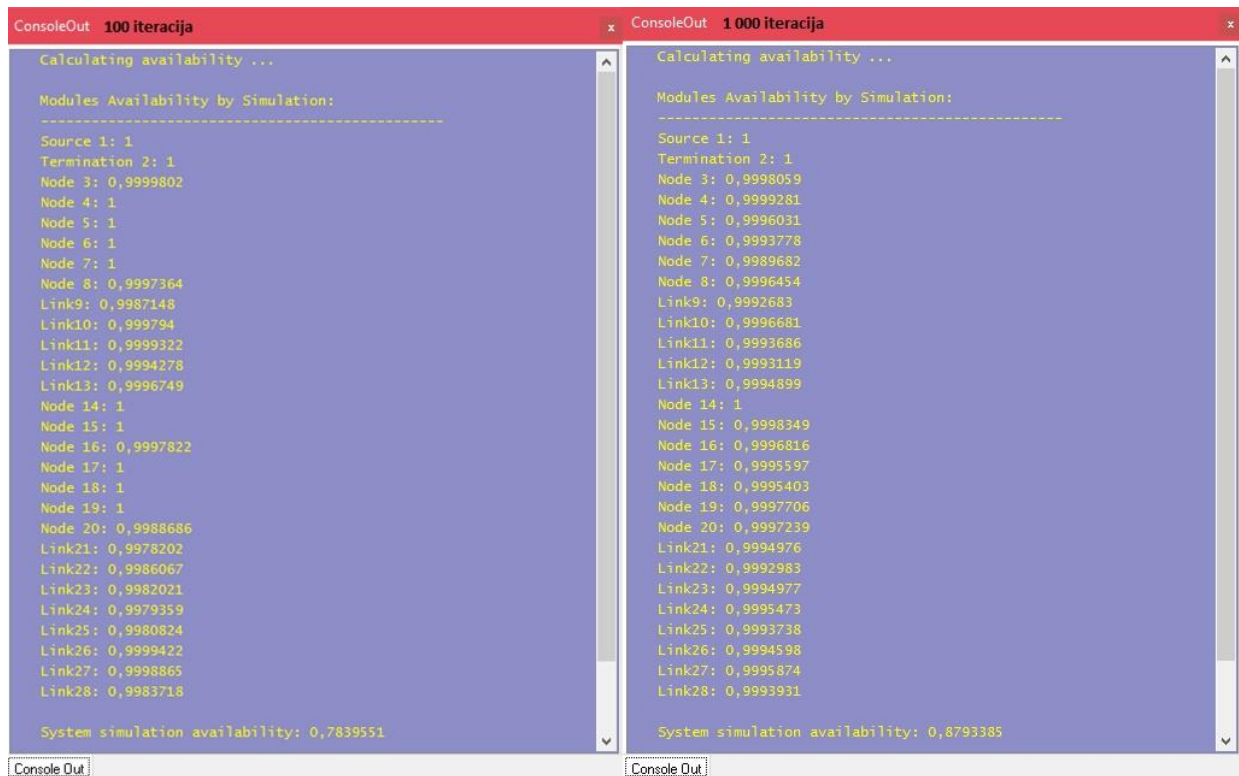 ConsoleOut 100 iteracija x
Calculating availability ...
Modules Availability by Simulation:
------------------------------------------------
Source 1: 1
Termination 2: 1
Node 3: 0,9999802
Node 4: 1
Node 5: 1
Node 6: 1
Node 7: 1
Node 8: 0,9997364
Link9: 0,9987148
Link10: 0,999794
Link11: 0,9999322
Link12: 0,9994278
Link13: 0,9996749
Node 14: 1
Node 15: 1
Node 16: 0,9997822
Node 17: 1
Node 18: 1
Node 19: 1
Node 20: 0,9988686
Link21: 0,9978202
Link22: 0,9986067
Link23: 0,9982021
Link24: 0,9979359
Link25: 0,9980824
Link26: 0,9999422
Link27: 0,9998865
Link28: 0,9983718
System simulation availability: 0,7839551
Console Out
ConsoleOut 1 000 iteracija x
Calculating availability ...
Modules Availability by Simulation:
------------------------------------------------
Source 1: 1
Termination 2: 1
Node 3: 0,9998059
Node 4: 0,9999281
Node 5: 0,9996031
Node 6: 0,9993778
Node 7: 0,9989682
Node 8: 0,9996454
Link9: 0,9992683
Link10: 0,9996681
Link11: 0,9993686
Link12: 0,9993119
Link13: 0,9994899
Node 14: 1
Node 15: 0,9998349
Node 16: 0,9996816
Node 17: 0,9995597
Node 18: 0,9995403
Node 19: 0,9997706
Node 20: 0,9997239
Link21: 0,9994976
Link22: 0,9992983
Link23: 0,9994977
Link24: 0,9995473
Link25: 0,9993738
Link26: 0,9994598
Link27: 0,9995874
Link28: 0,9993931
System simulation availability: 0,8793385
Console Out